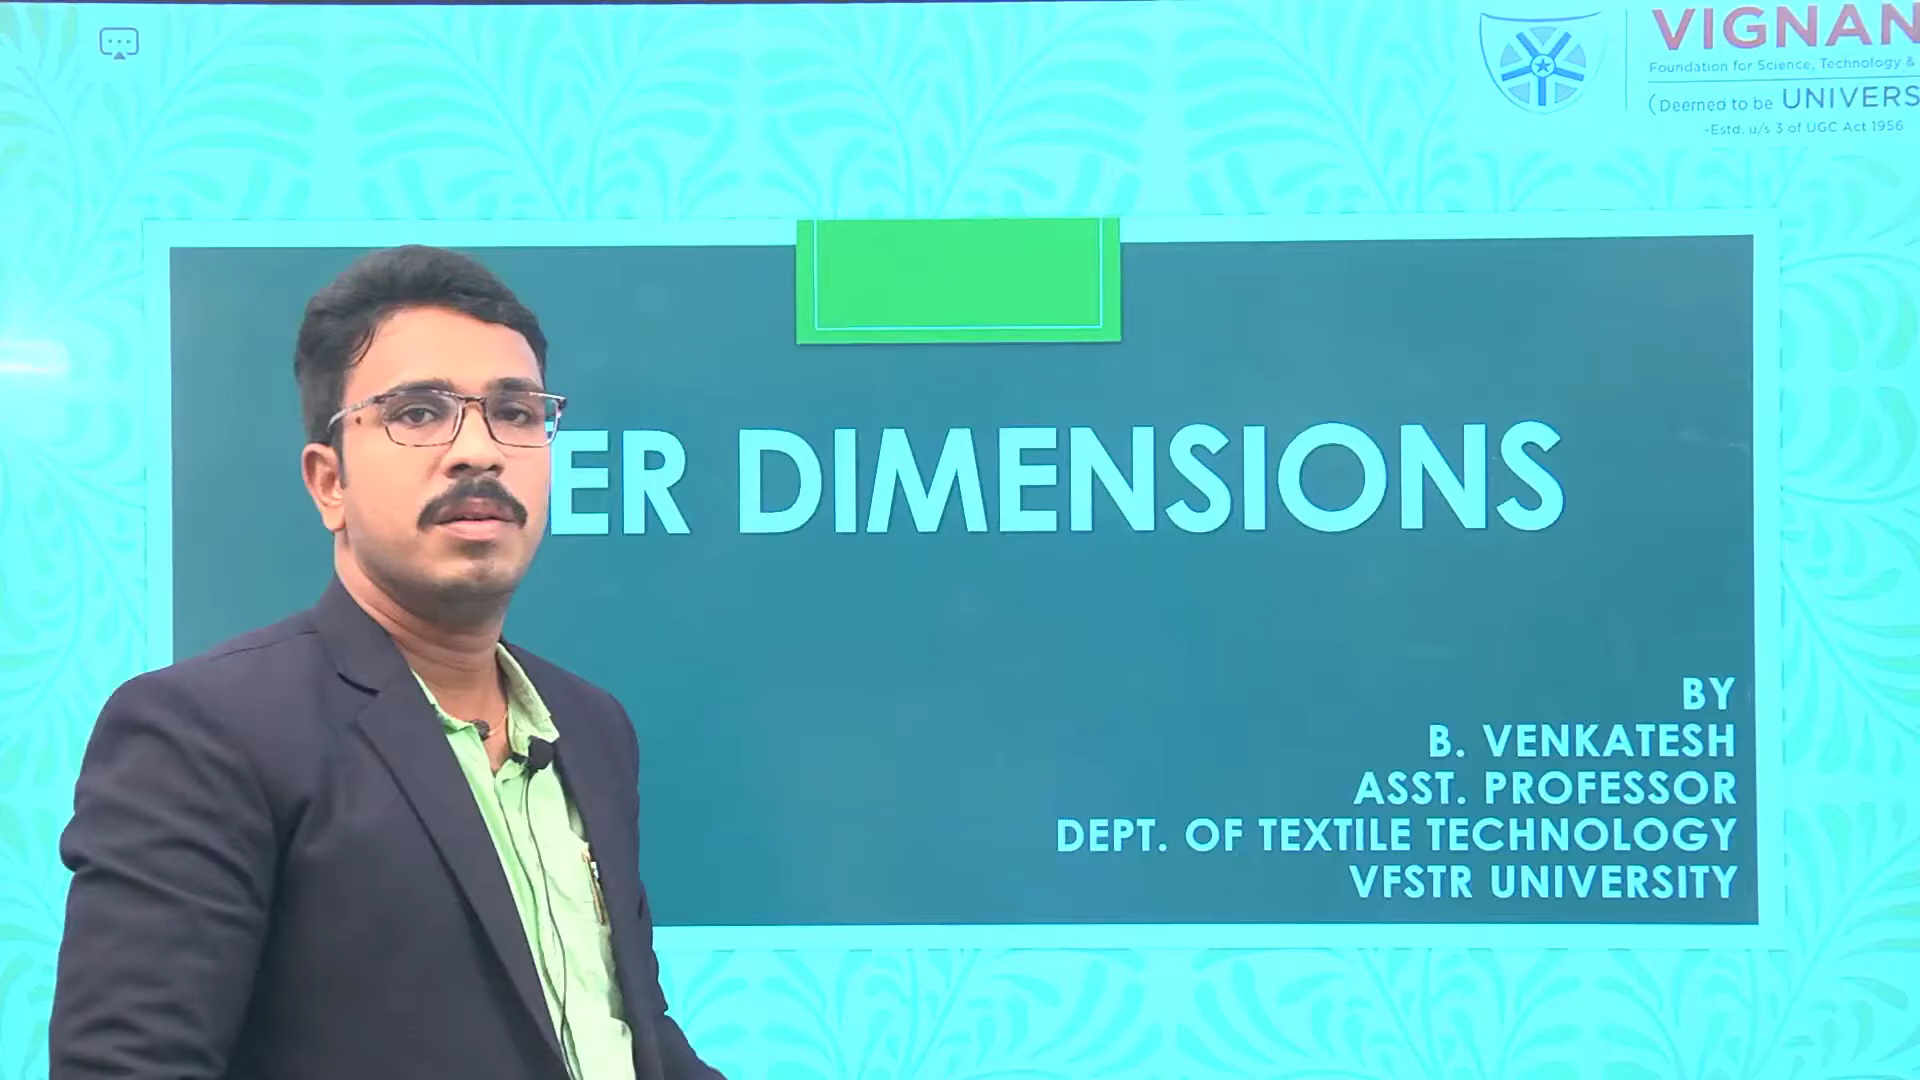 VIGNAN
Foundation for Science, Technology &
(Deemed to be UNIVERS
-Estd. u/s 3 of UGC Act 1956
ER DIMENSIONS
BY
B. VENKATESH
ASST. PROFESSOR
DEPT. OF TEXTILE TECHNOLOGY
VFSTR UNIVERSITY